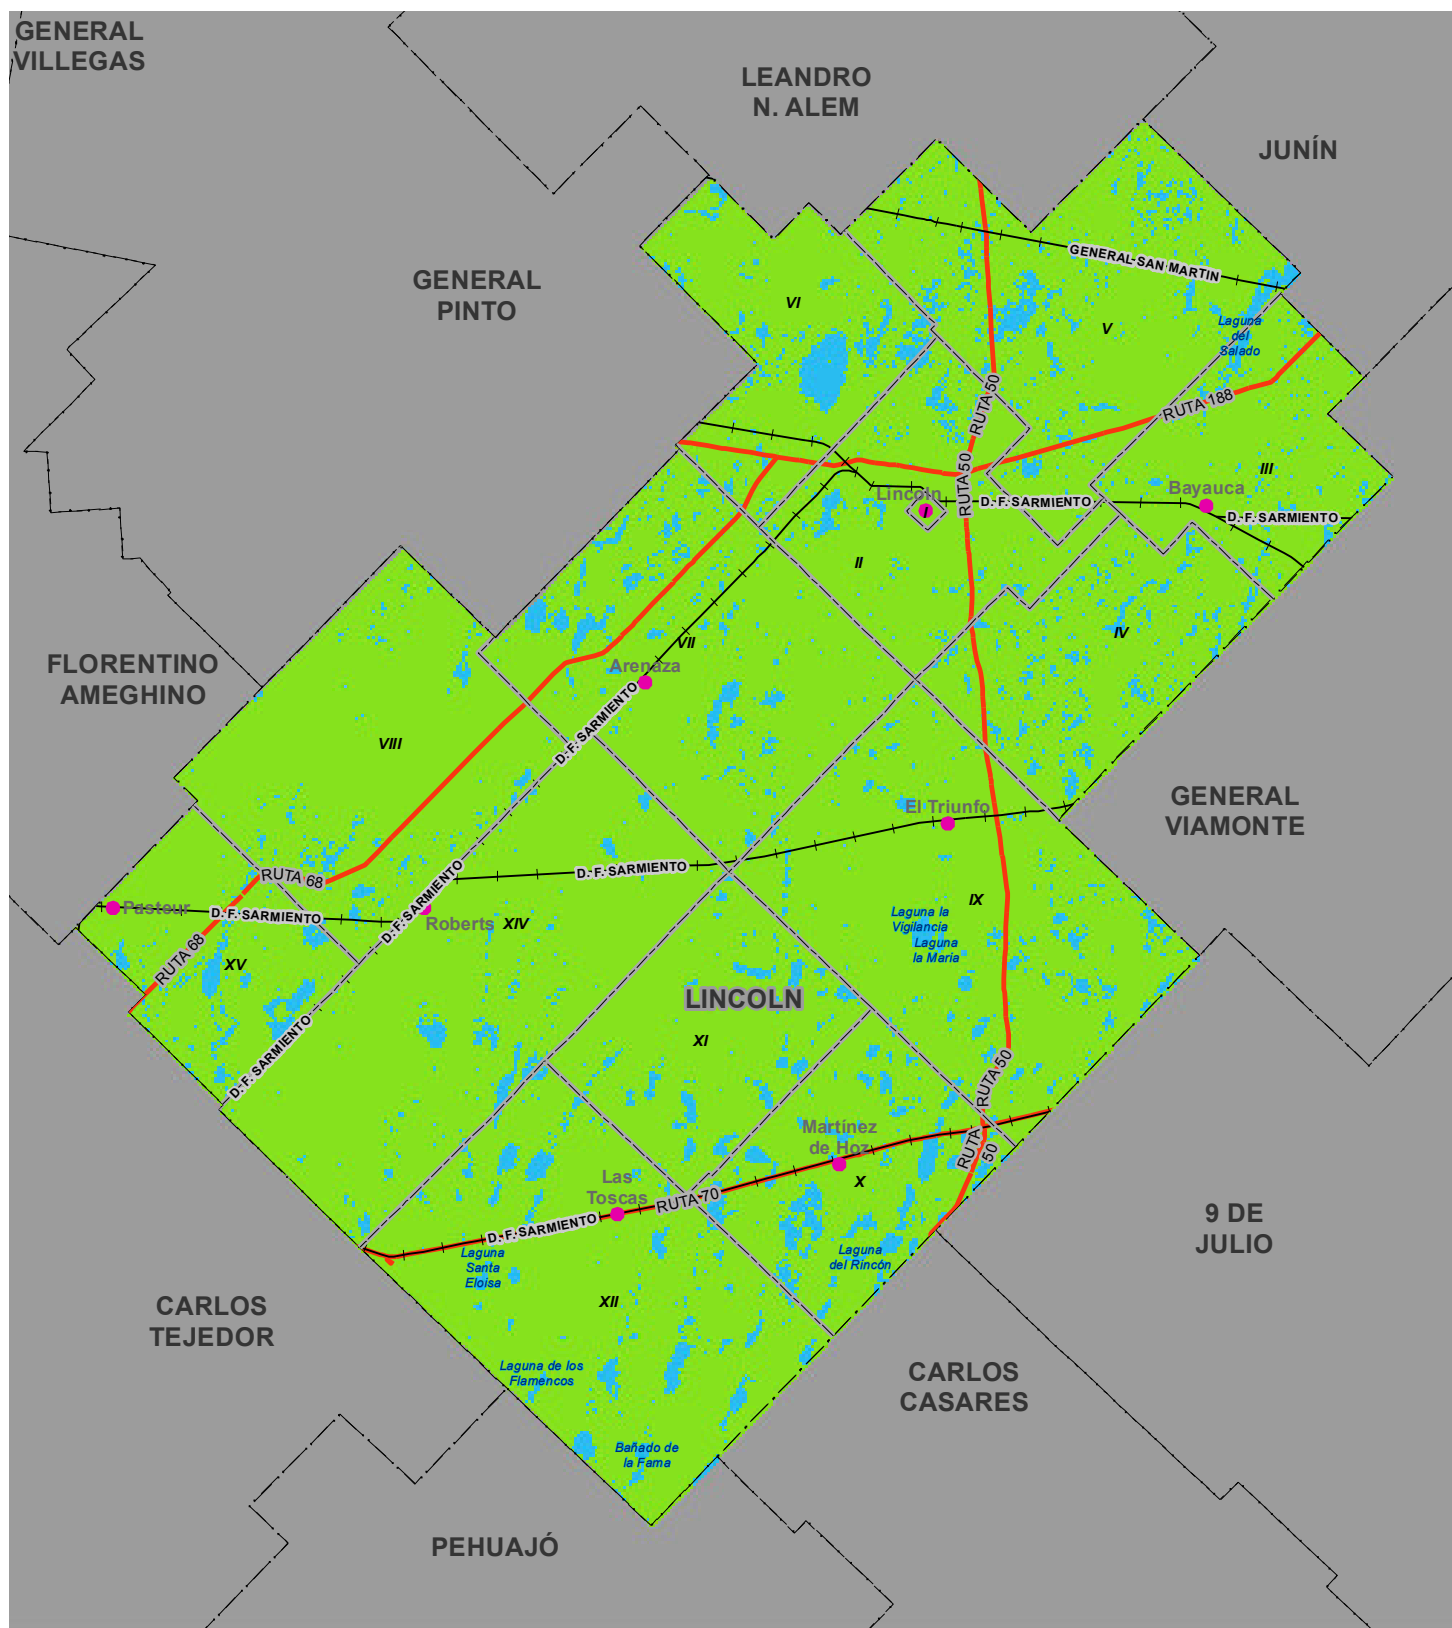 GENERAL
VILLEGAS
LEANDRO
N. ALEM
JUNÍN
GENERAL
PINTO
GENERAL SAN MARTIN
VI
V
Laguna
del
Salado
RUTA 50
RUTA 188
RUTA 50
III
Lincoln
Bayauca
I
D. F. SARMIENTO
D. F. SARMIENTO
II
IV
VII
Arenaza
FLORENTINO
AMEGHINO
D. F. SARMIENTO
VIII
GENERAL
VIAMONTE
El Triunfo
D. F. SARMIENTO
RUTA 68
D. F. SARMIENTO
Pasteur
D. F. SARMIENTO
Roberts
XIV
IX
Laguna la
Vigilancia
Laguna
la Maria
RUTA 68
XV
LINCOLN
D. F. SARMIENTO
XI
RUTA 50
Martínez
de Hoz
RUTA
50
Las
Toscas
X
RUTA 70
D. F. SARMIENTO
9 DE
JULIO
Laguna
Santa
Eloisa
Laguna
del Rincón
XII
CARLOS
TEJEDOR
Laguna de los
Flamencos
CARLOS
CASARES
Bañado de
la Fama
PEHUAJÓ